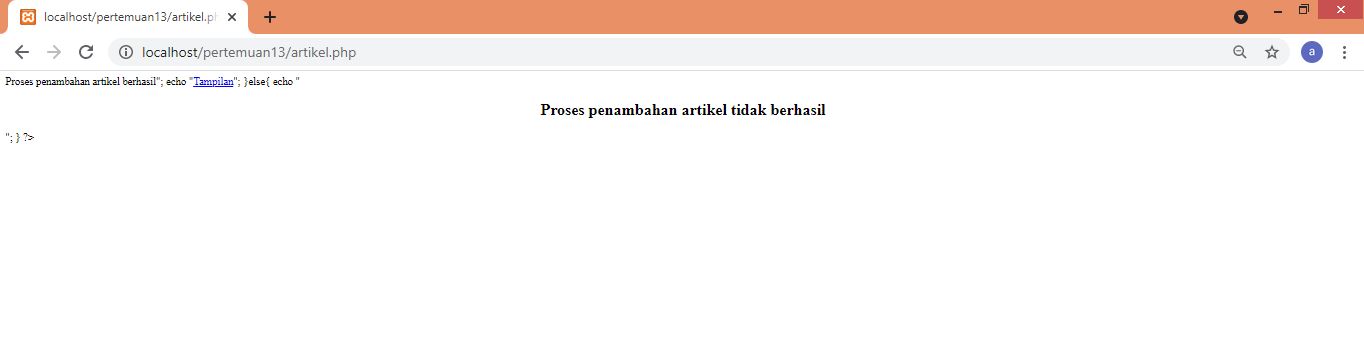 localhost/pertemuan13/artikel.ph
localhost/pertemuan13/artikel.php
a
Proses penambahan artikel berhasil"; echo "Tampilan"; }else{ echo "
Proses penambahan artikel tidak berhasil
"; } ?>